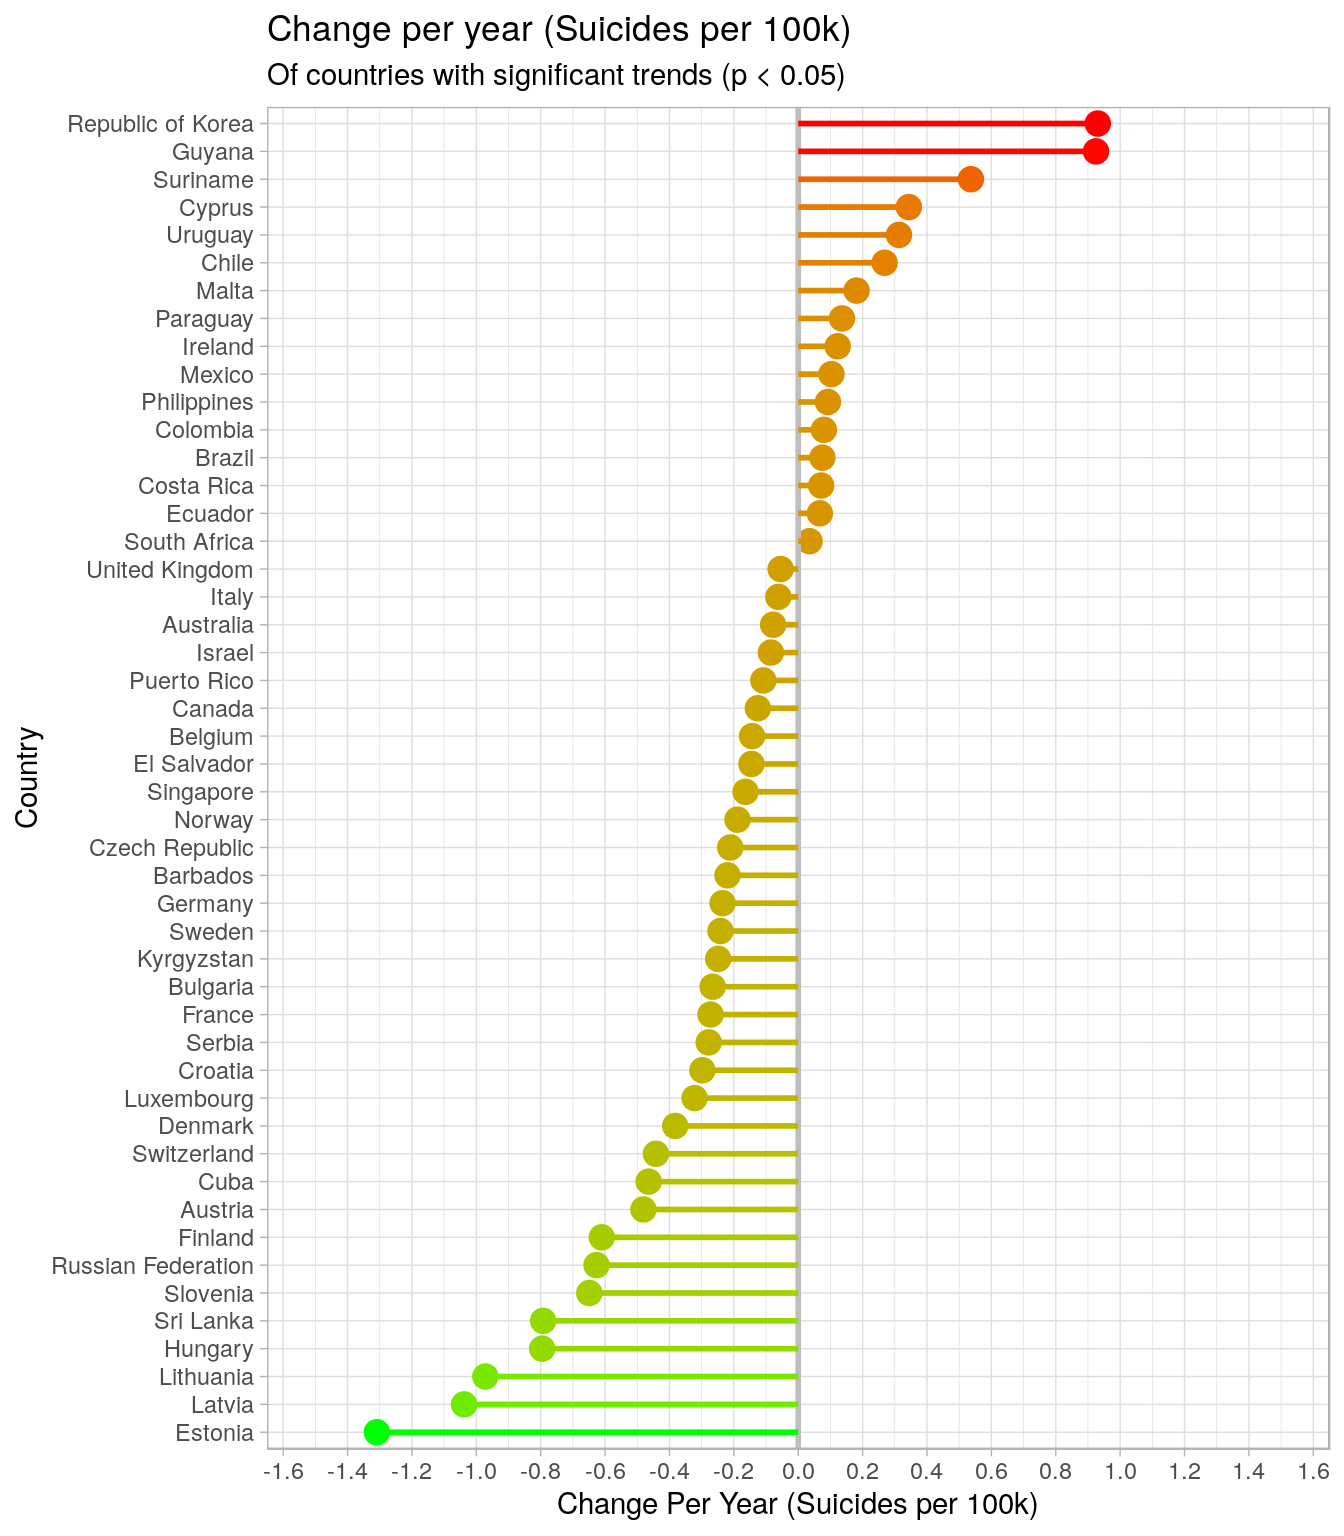 Change per year (Suicides per 100k)
Of countries with significant trends (p < 0.05)
Republic of Korea
Guyana
Suriname
Cyprus
Uruguay
Chile
Malta
Paraguay
Ireland
Mexico
Philippines
Colombia
Brazil
Costa Rica
Ecuador
South Africa
United Kingdom
Italy
Australia
Israel
Puerto Rico
Canada
Belgium
El Salvador
Singapore
Norway
Czech Republic
Barbados
Germany
Sweden
Kyrgyzstan
Bulgaria
France
Serbia
Croatia
Luxembourg
Denmark
Switzerland
Cuba
Austria
Finland
Russian Federation
Slovenia
Sri Lanka
Hungary
Lithuania
Latvia
Estonia
Country
-1.6 -1.4 -1.2 -1.0 -0.8 -0.6 -0.4 -0.2 0.0 0.2 0.4 0.6 0.8 1.0 1.2 1.4 1.6
Change Per Year (Suicides per 100k)